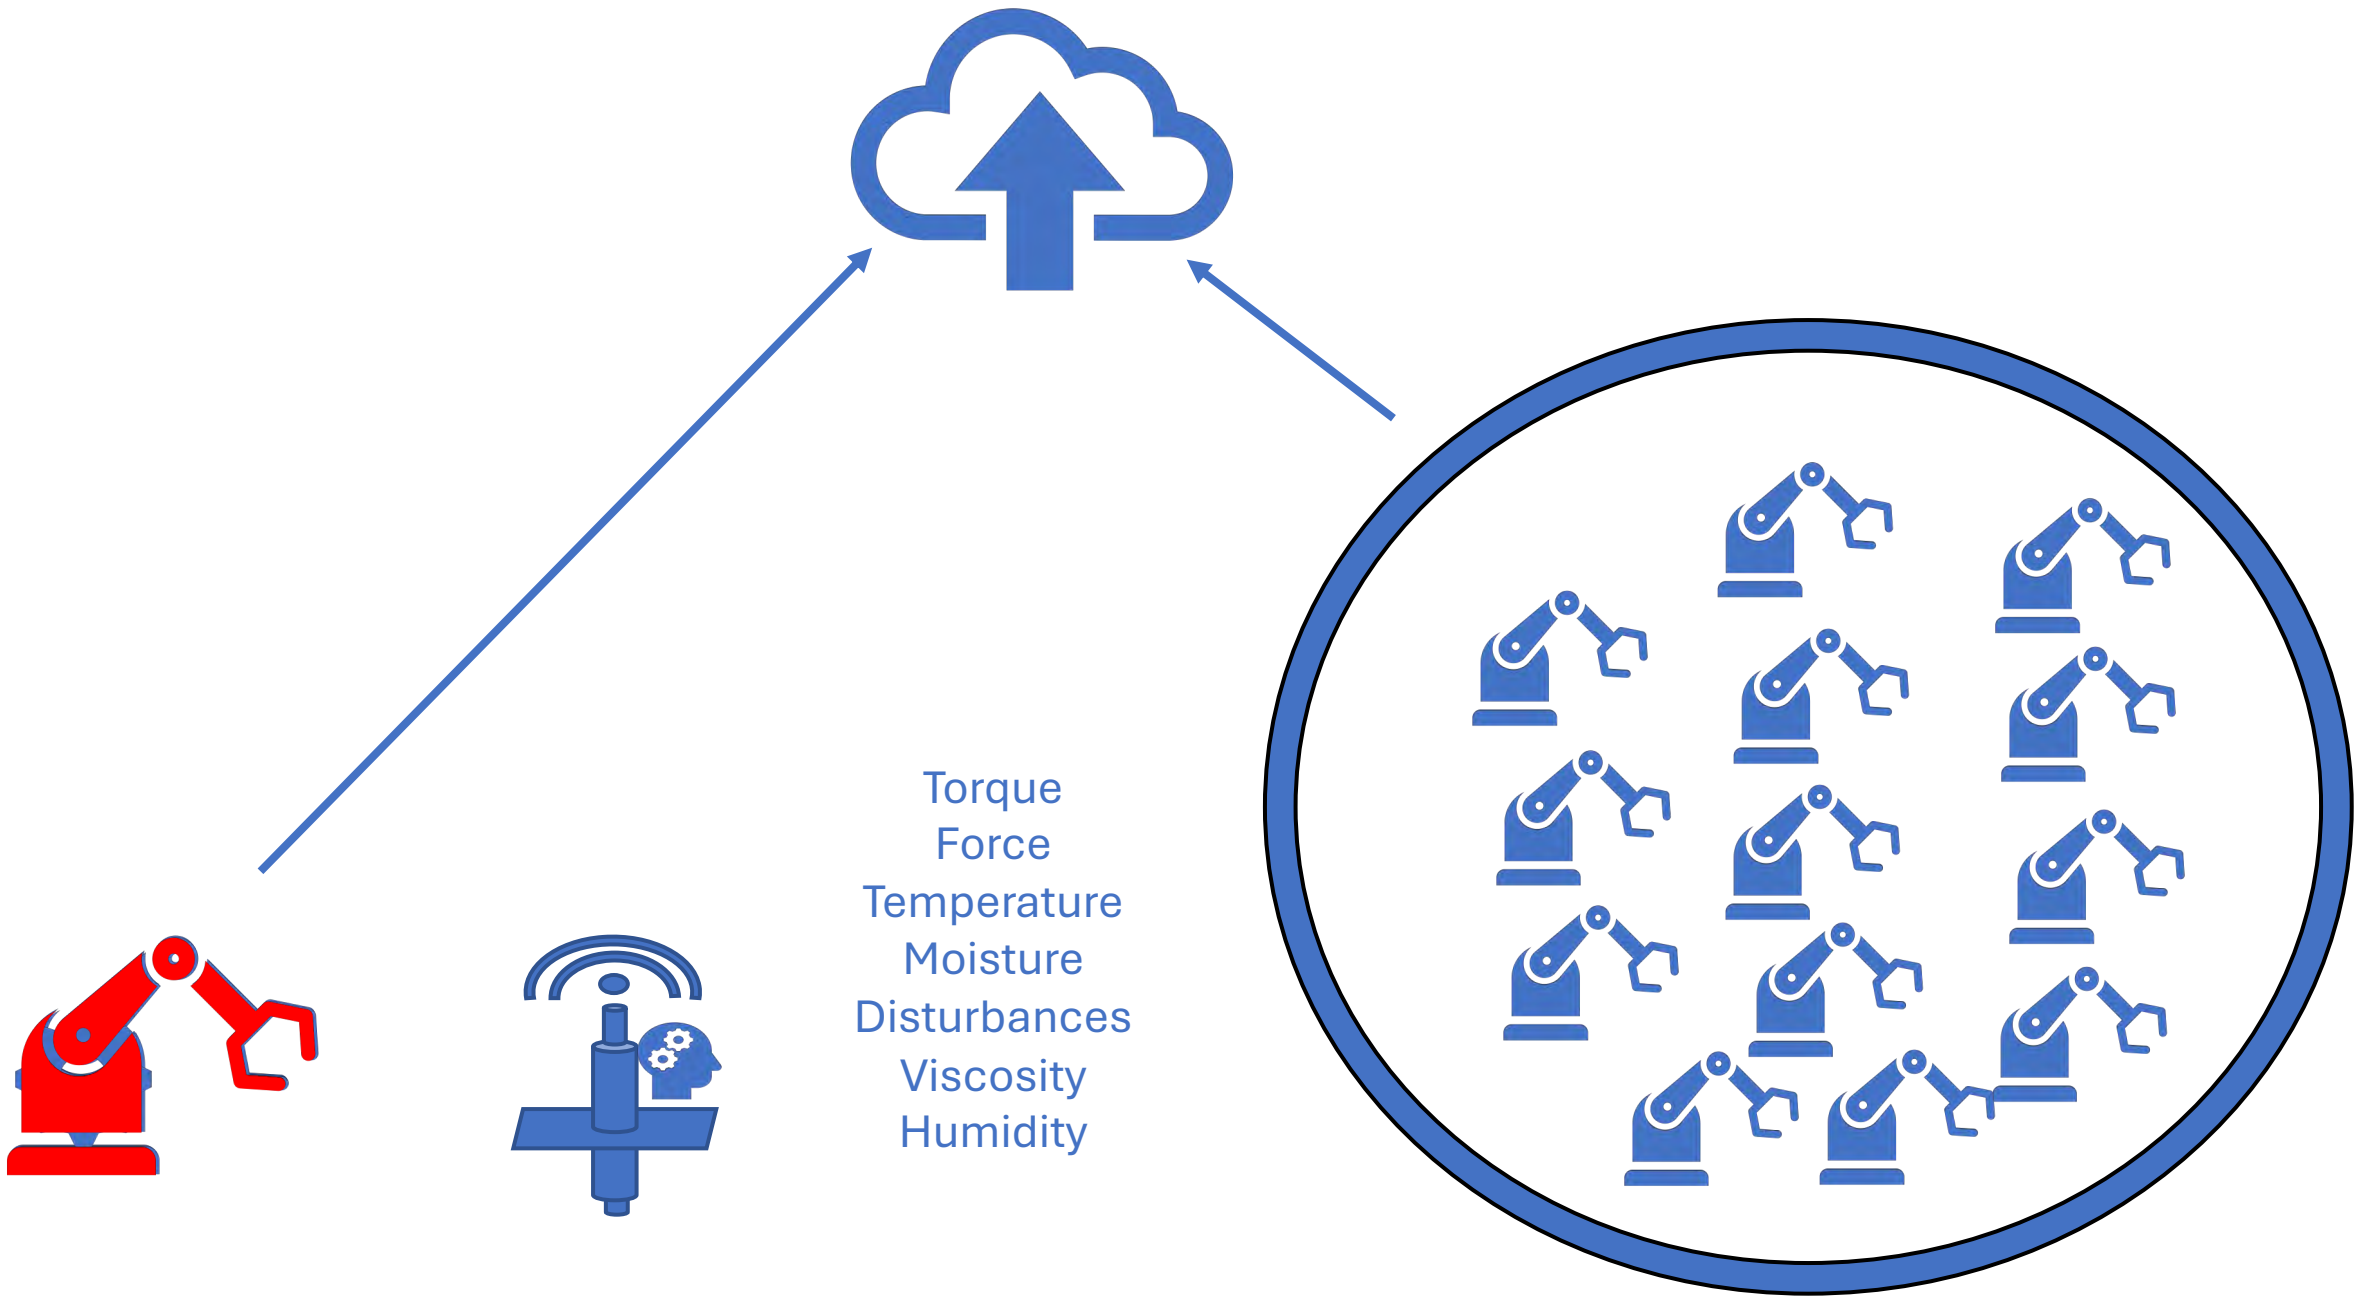 Torque
Force
Temperature
Moisture
Disturbances
Viscosity
Humidity